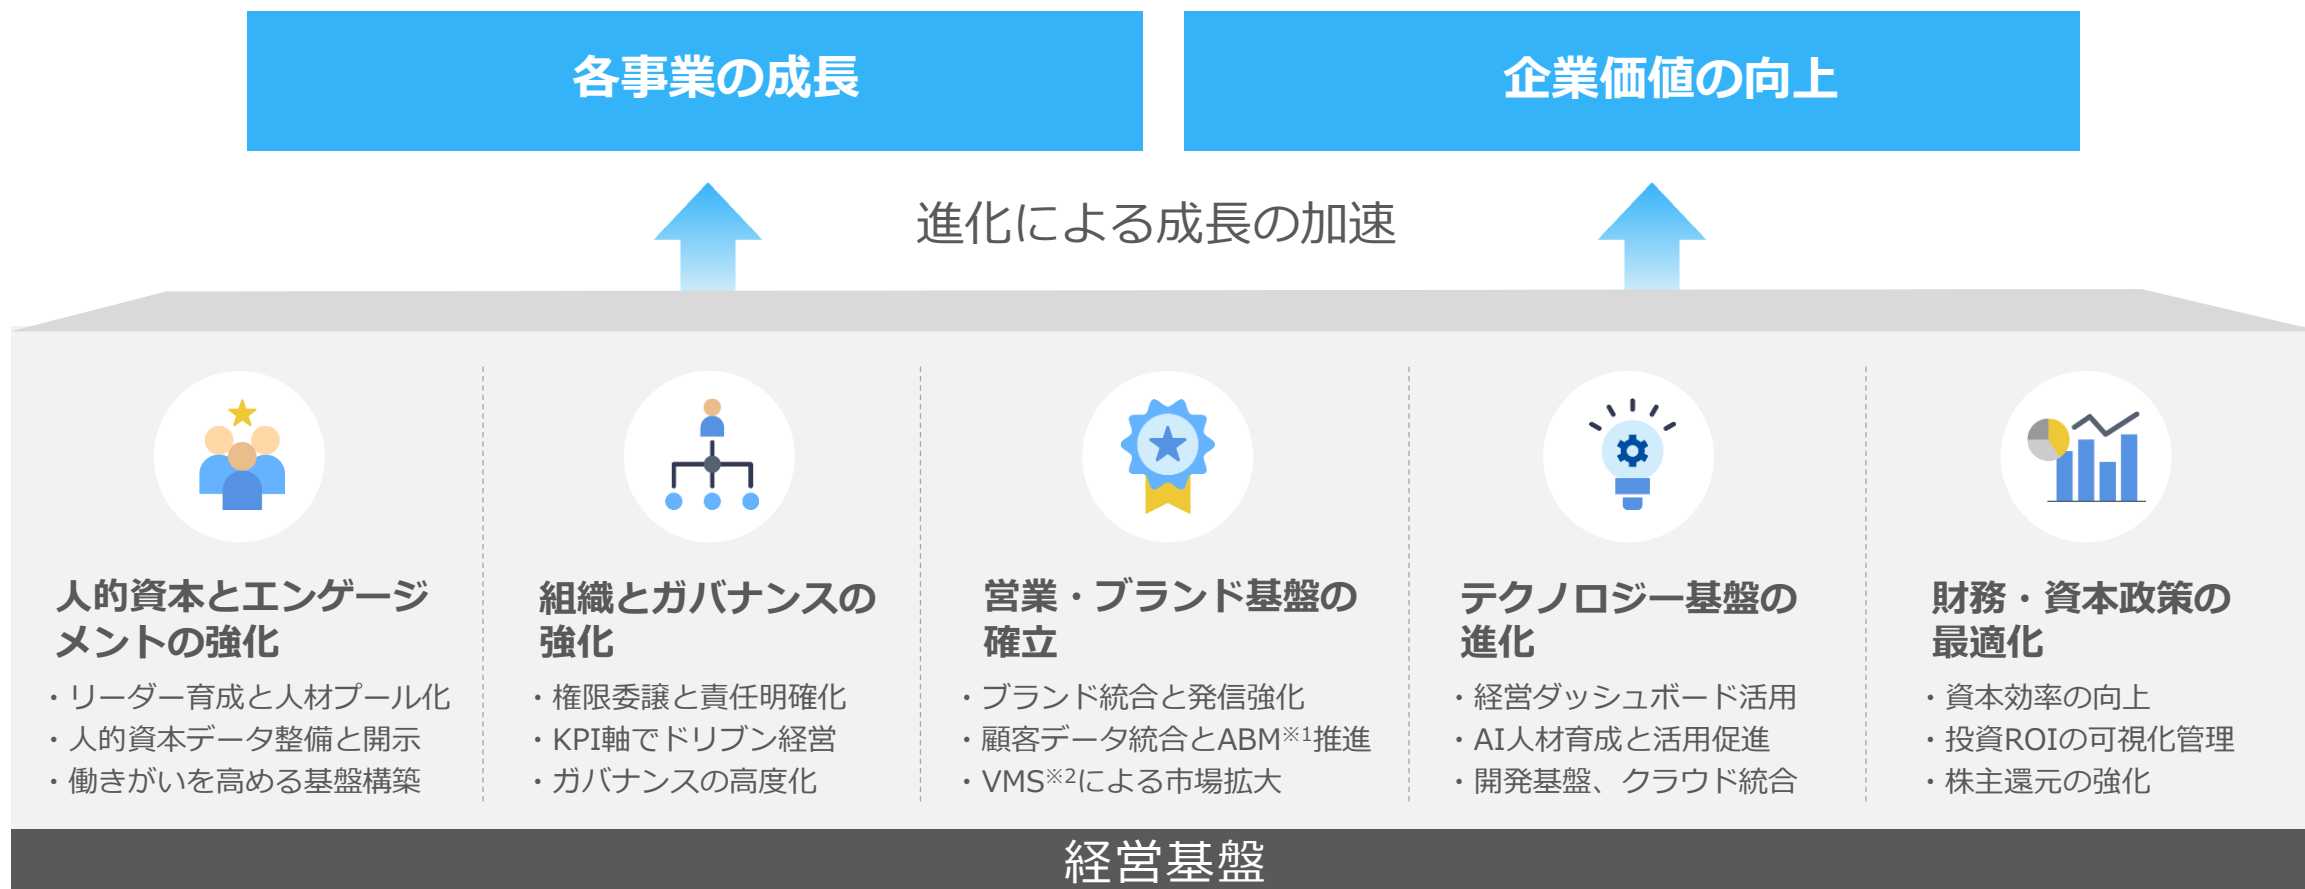 各事業の成長
企業価値の向上
進化による成長の加速
人的資本とエンゲージ
メントの強化
・リーダー育成と人材プール化
・人的資本データ整備と開示
・働きがいを高める基盤構築
組織とガバナンスの
強化
・権限委譲と責任明確化
・KPI軸でドリブン経営
・ガバナンスの高度化
営業・ブランド基盤の
確立
・ブランド統合と発信強化
・顧客データ統合とABM※1推進
・VMS※2による市場拡大
テクノロジー基盤の
進化
・経営ダッシュボード活用
・AI人材育成と活用促進
・開発基盤、クラウド統合
財務・資本政策の
最適化
・資本効率の向上
・投資ROIの可視化管理
・株主還元の強化
経営基盤